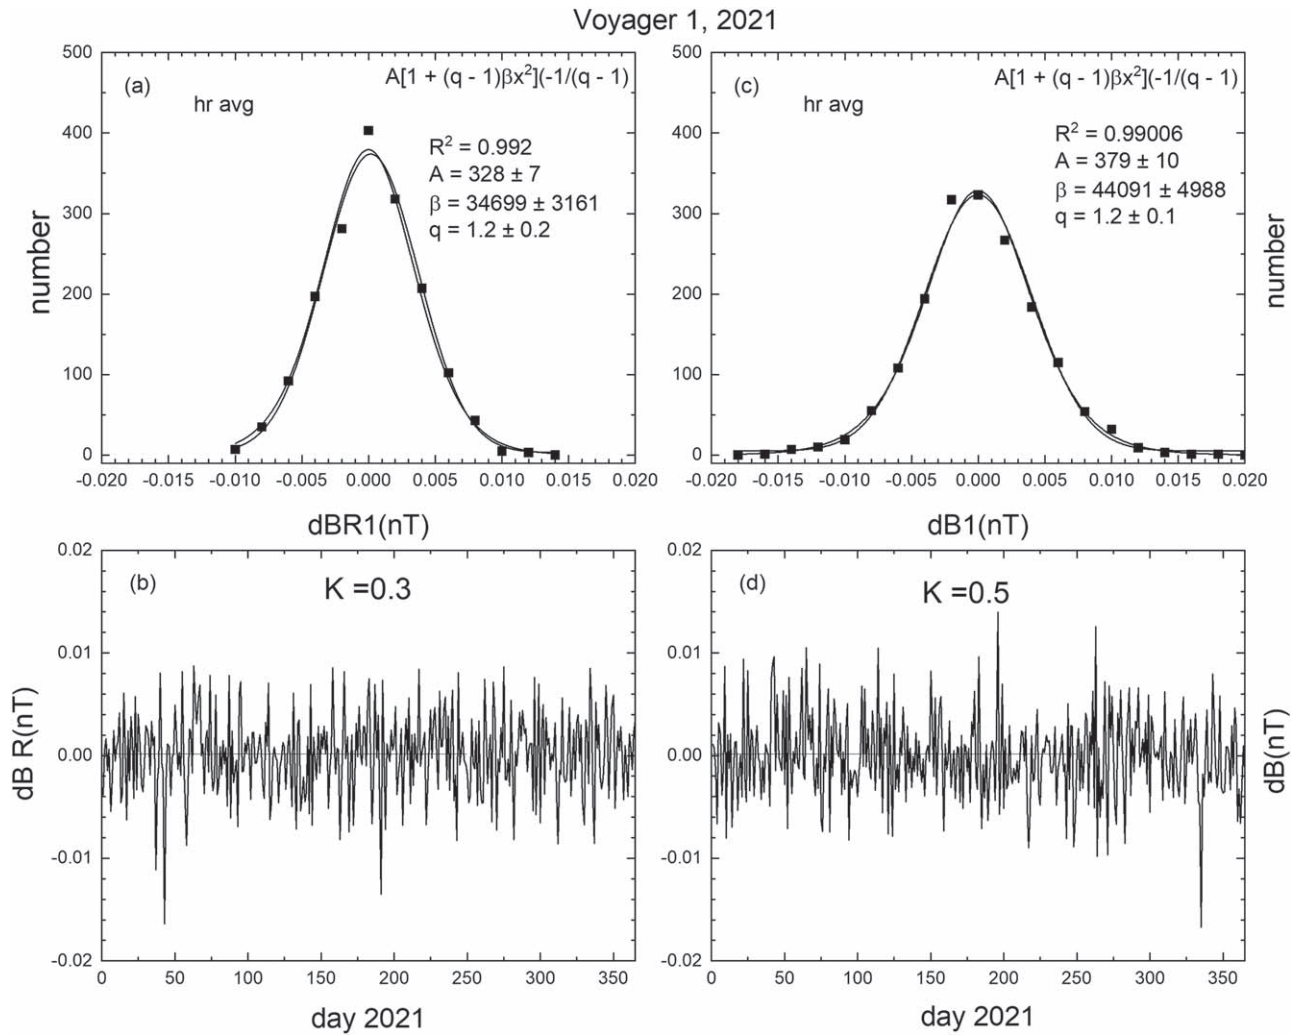 Voyager 1, 2021
(a)
A[1 + (q - 1)βx²](-1/(q - 1)
hr avg
R² = 0.992
A = 328 ± 7
β = 34699 ± 3161
q = 1.2 ± 0.2
number
500
400
300
200
100
0
-0.020 -0.015 -0.010 -0.005 0.000 0.005 0.010 0.015 0.020
dBR1(nT)
(c)
A[1 + (q - 1)βx²](-1/(q - 1)
hr avg
R² = 0.99006
A = 379 ± 10
β = 44091 ± 4988
q = 1.2 ± 0.1
number
500
400
300
200
100
0
-0.020 -0.015 -0.010 -0.005 0.000 0.005 0.010 0.015 0.020
dB1(nT)
(b)
K =0.3
dB R(nT)
0.02
0.01
0.00
-0.01
-0.02
0 50 100 150 200 250 300 350
day 2021
(d)
K =0.5
dB(nT)
0.02
0.01
0.00
-0.01
-0.02
0 50 100 150 200 250 300 350
day 2021